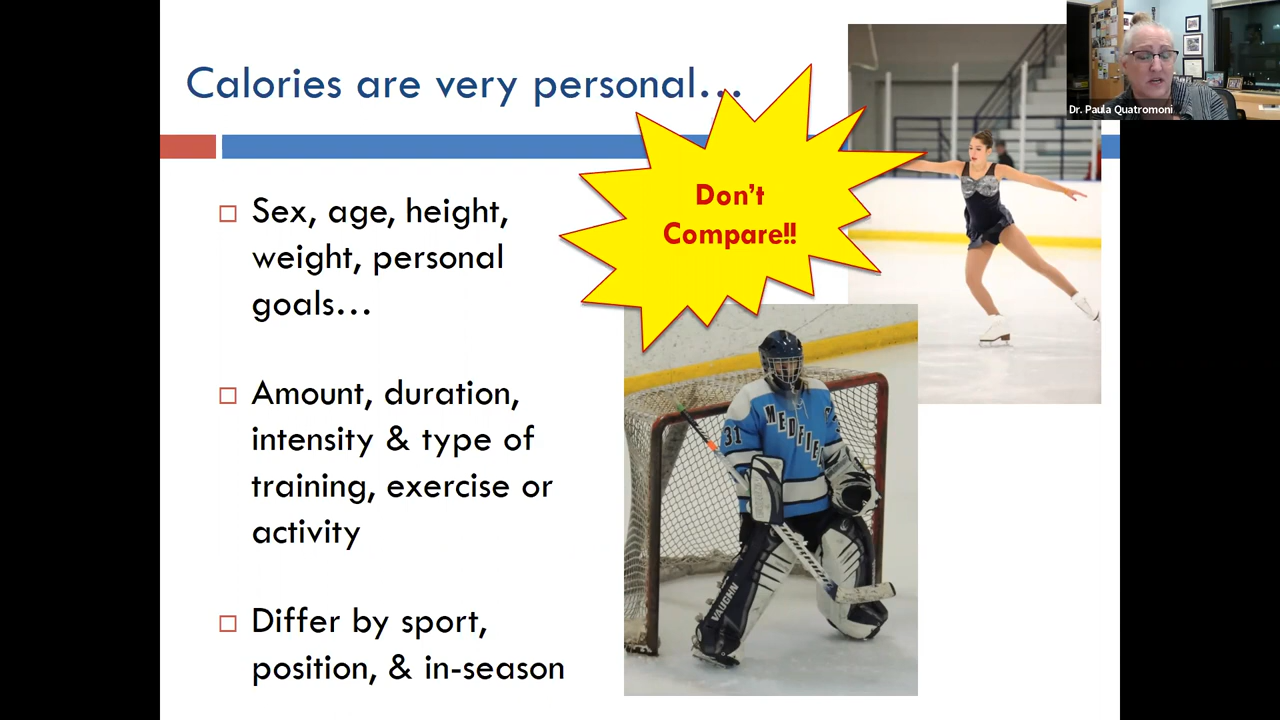 Calories are very personal…
Dr. Paula Quatromoni
Don't
Compare!!
Sex, age, height,
weight, personal
goals…
Amount, duration,
intensity & type of
training, exercise or
activity
Differ by sport,
position, & in-season
31
MEDFIEL
VAUGHN